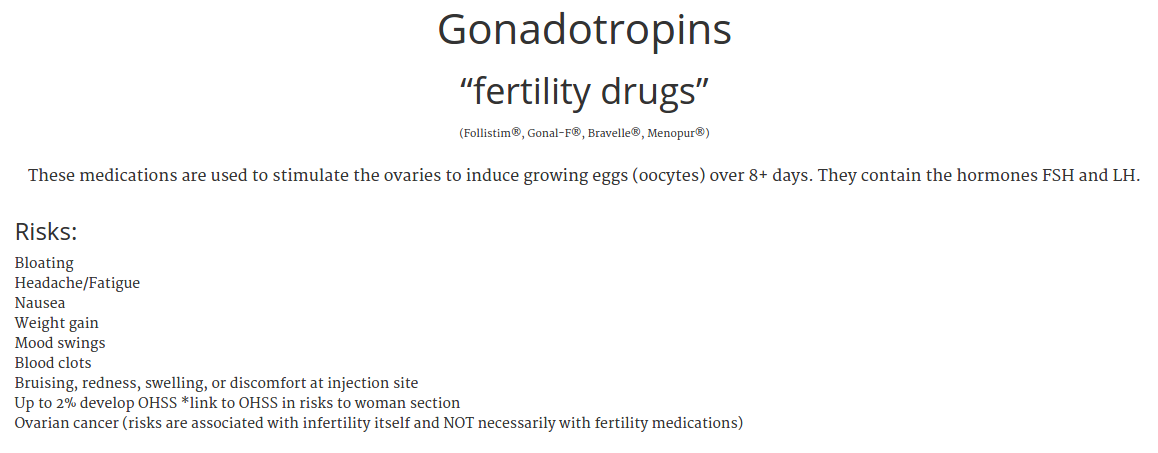 Gonadotropins
“fertility drugs”
(Follistim®, Gonal-F®, Bravelle®, Menopur®)
These medications are used to stimulate the ovaries to induce growing eggs (oocytes) over 8+ days. They contain the hormones FSH and LH.
Risks:
Bloating
Headache/Fatigue
Nausea
Weight gain
Mood swings
Blood clots
Bruising, redness, swelling, or discomfort at injection site
Up to 2% develop OHSS *link to OHSS in risks to woman section
Ovarian cancer (risks are associated with infertility itself and NOT necessarily with fertility medications)